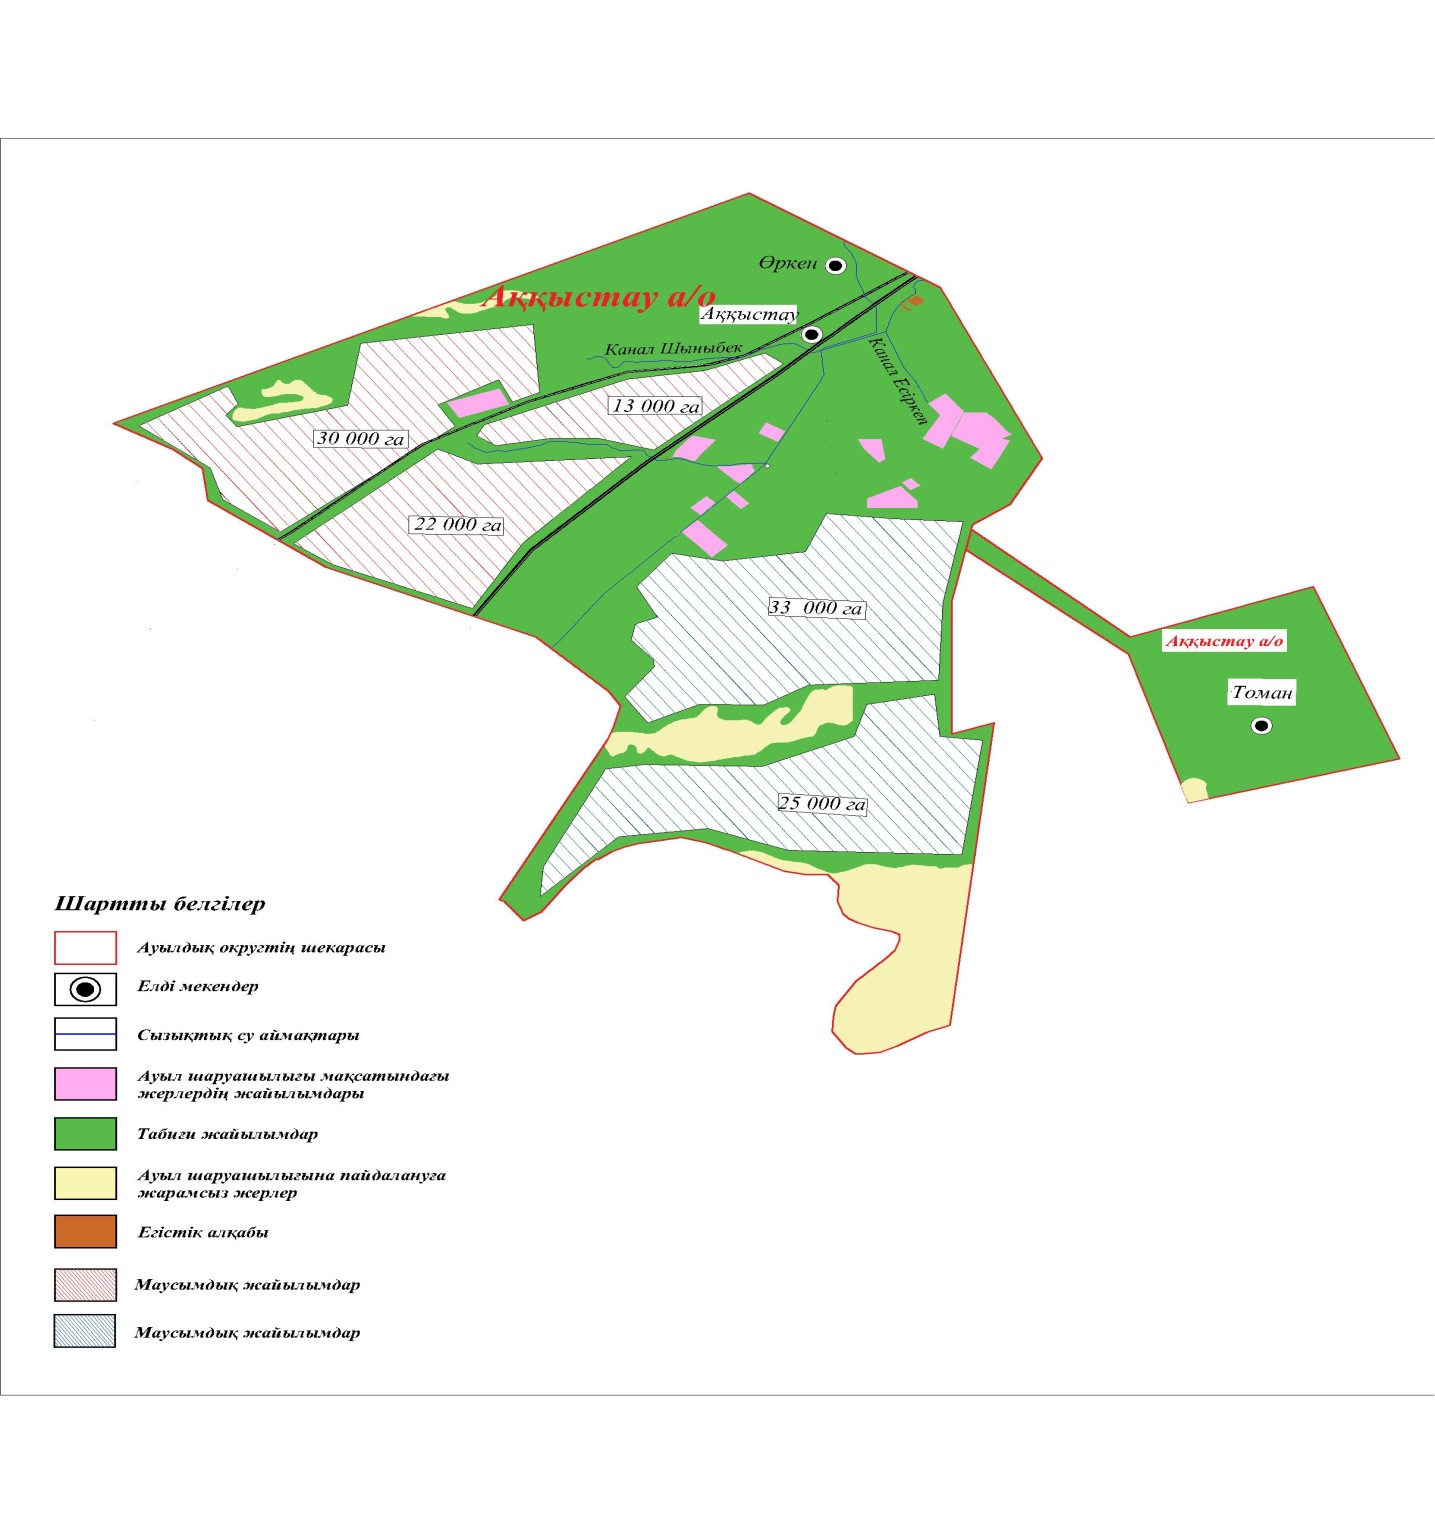 Өркен
Аққыстау а/о
Аққыстау
Канал Шыныбек
Канал Есіркеп
13 000 га
30 000 га
22 000 га
33 000 га
Аққыстау а/о
Томан
25 000 га
Шартты белгілер
Ауылдық округтің шекарасы
Елді мекендер
Сызықтық су аймақтары
Ауыл шаруашылығы мақсатындағы
жерлердің жайылымдары
Табиғи жайылымдар
Ауыл шаруашылығына пайдалануға
жарамсыз жерлер
Егістік алқабы
Маусымдық жайылымдар
Маусымдық жайылымдар